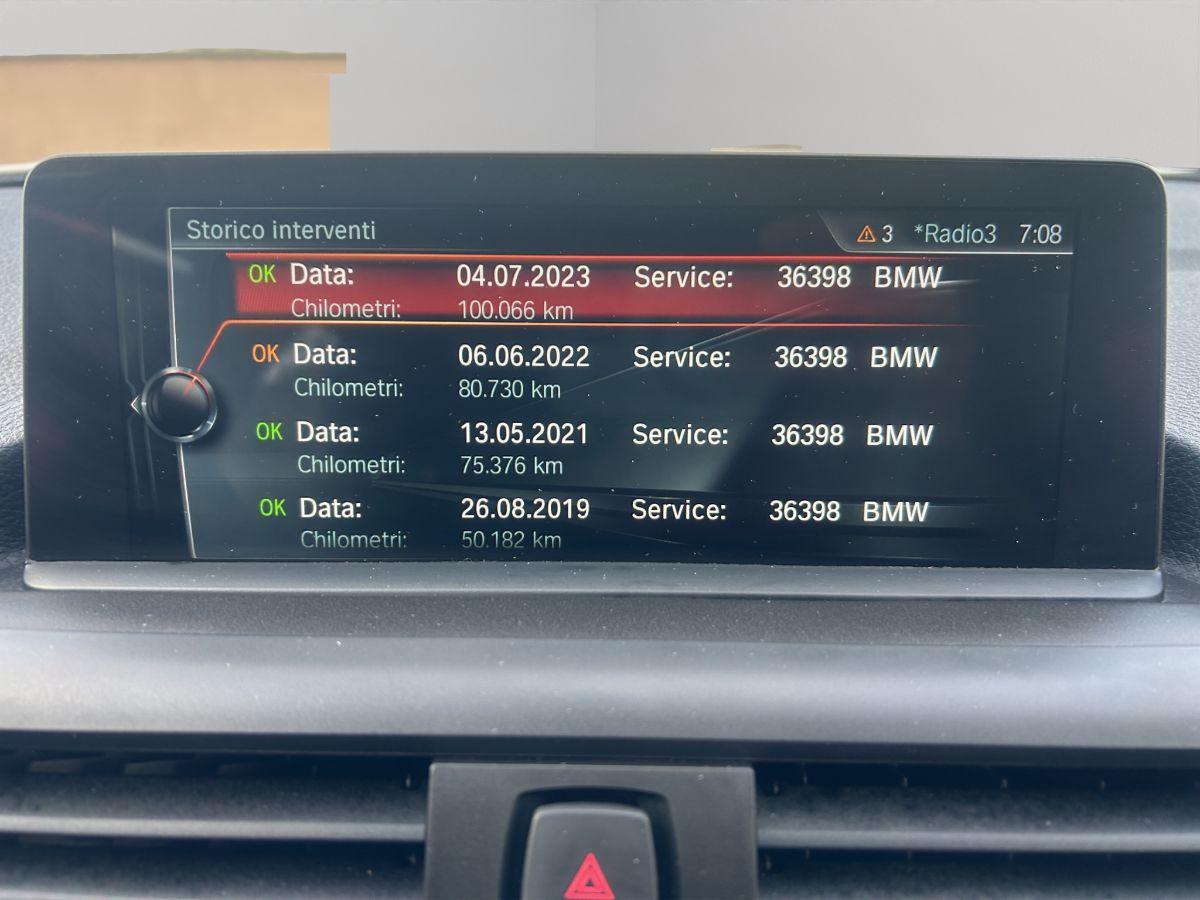 Storico interventi
3 *Radio3 7:08
OK Data: 04.07.2023 Service: 36398 BMW
Chilometri: 100.066 km
OK Data: 06.06.2022 Service: 36398 BMW
Chilometri: 80.730 km
OK Data: 13.05.2021 Service: 36398 BMW
Chilometri: 75.376 km
OK Data: 26.08.2019 Service: 36398 BMW
Chilometri: 50.182 km